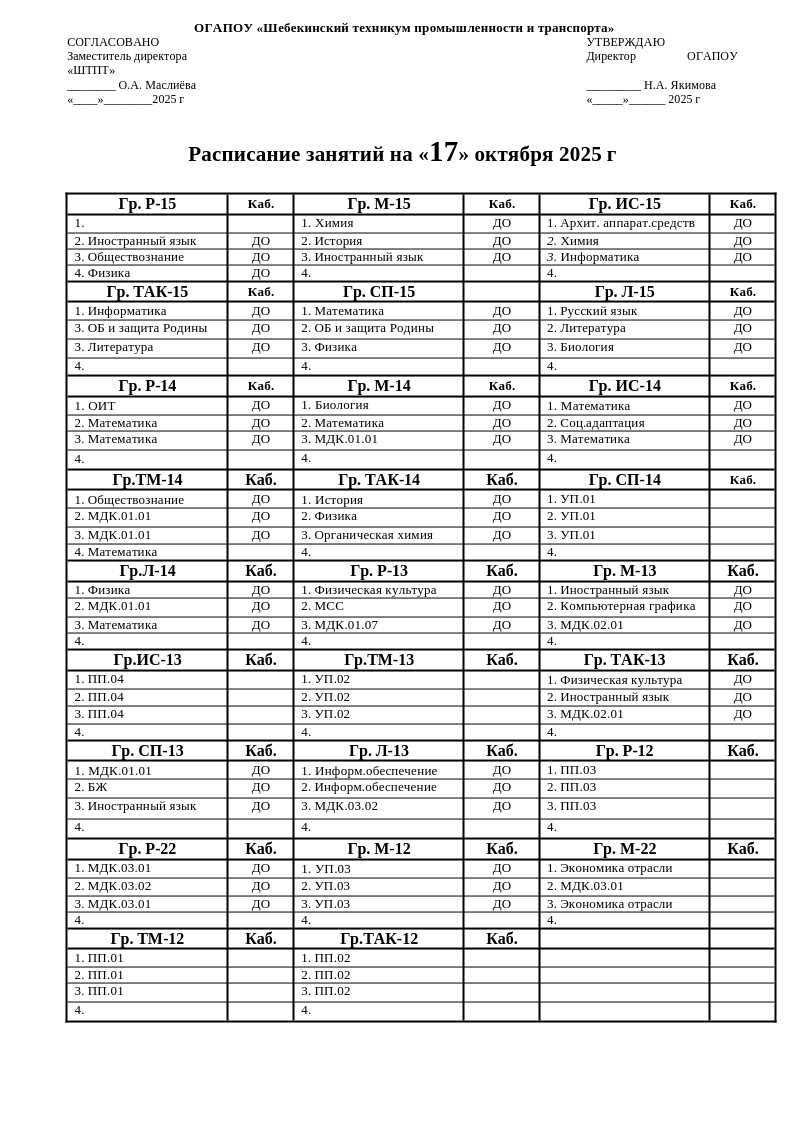 ОГАПОУ «Шебекинский техникум промышленности и транспорта»
СОГЛАСОВАНО УТВЕРЖДАЮ
Заместитель директора Директор ОГАПОУ
«ШТПТ»
________ О.А. Маслиёва _________ Н.А. Якимова
«____»________2025 г «_____»______ 2025 г
Расписание занятий на «17» октября 2025 г
Гр. Р-15 Каб. Гр. М-15 Каб. Гр. ИС-15 Каб.
1. 1. Химия ДО 1. Архит. аппарат.средств ДО
2. Иностранный язык ДО 2. История ДО 2. Химия ДО
3. Обществознание ДО 3. Иностранный язык ДО 3. Информатика ДО
4. Физика ДО 4. 4.
Гр. ТАК-15 Каб. Гр. СП-15 Гр. Л-15 Каб.
1. Информатика ДО 1. Математика ДО 1. Русский язык ДО
3. ОБ и защита Родины ДО 2. ОБ и защита Родины ДО 2. Литература ДО
3. Литература ДО 3. Физика ДО 3. Биология ДО
4. 4. 4.
Гр. Р-14 Каб. Гр. М-14 Каб. Гр. ИС-14 Каб.
1. ОИТ ДО 1. Биология ДО 1. Математика ДО
2. Математика ДО 2. Математика ДО 2. Соц.адаптация ДО
3. Математика ДО 3. МДК.01.01 ДО 3. Математика ДО
4. 4. 4.
Гр.ТМ-14 Каб. Гр. ТАК-14 Каб. Гр. СП-14 Каб.
1. Обществознание ДО 1. История ДО 1. УП.01
2. МДК.01.01 ДО 2. Физика ДО 2. УП.01
3. МДК.01.01 ДО 3. Органическая химия ДО 3. УП.01
4. Математика 4. 4.
Гр.Л-14 Каб. Гр. Р-13 Каб. Гр. М-13 Каб.
1. Физика ДО 1. Физическая культура ДО 1. Иностранный язык ДО
2. МДК.01.01 ДО 2. МСС ДО 2. Компьютерная графика ДО
3. Математика ДО 3. МДК.01.07 ДО 3. МДК.02.01 ДО
4. 4. 4.
Гр.ИС-13 Каб. Гр.ТМ-13 Каб. Гр. ТАК-13 Каб.
1. ПП.04 1. УП.02 1. Физическая культура ДО
2. ПП.04 2. УП.02 2. Иностранный язык ДО
3. ПП.04 3. УП.02 3. МДК.02.01 ДО
4. 4. 4.
Гр. СП-13 Каб. Гр. Л-13 Каб. Гр. Р-12 Каб.
1. МДК.01.01 ДО 1. Информ.обеспечение ДО 1. ПП.03
2. БЖ ДО 2. Информ.обеспечение ДО 2. ПП.03
3. Иностранный язык ДО 3. МДК.03.02 ДО 3. ПП.03
4. 4. 4.
Гр. Р-22 Каб. Гр. М-12 Каб. Гр. М-22 Каб.
1. МДК.03.01 ДО 1. УП.03 ДО 1. Экономика отрасли
2. МДК.03.02 ДО 2. УП.03 ДО 2. МДК.03.01
3. МДК.03.01 ДО 3. УП.03 ДО 3. Экономика отрасли
4. 4. 4.
Гр. ТМ-12 Каб. Гр.ТАК-12 Каб.
1. ПП.01 1. ПП.02
2. ПП.01 2. ПП.02
3. ПП.01 3. ПП.02
4. 4.